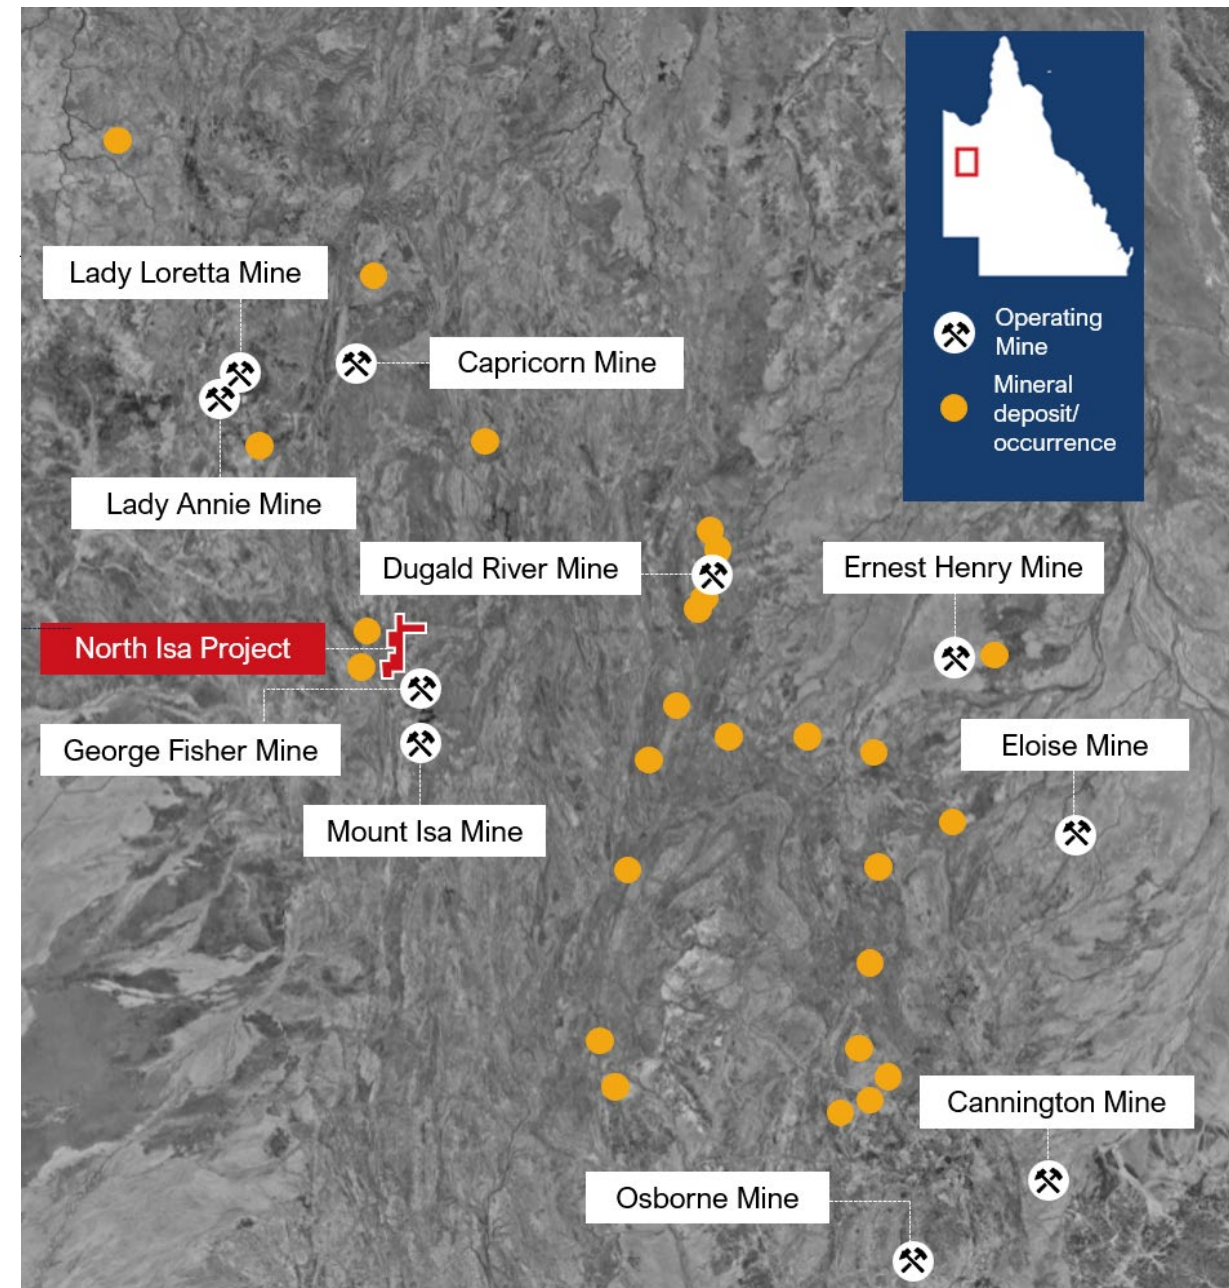 Lady Loretta Mine
Capricorn Mine
Lady Annie Mine
Operating
Mine
Mineral
deposit/
occurrence
Dugald River Mine
Ernest Henry Mine
North Isa Project
George Fisher Mine
Eloise Mine
Mount Isa Mine
Cannington Mine
Osborne Mine